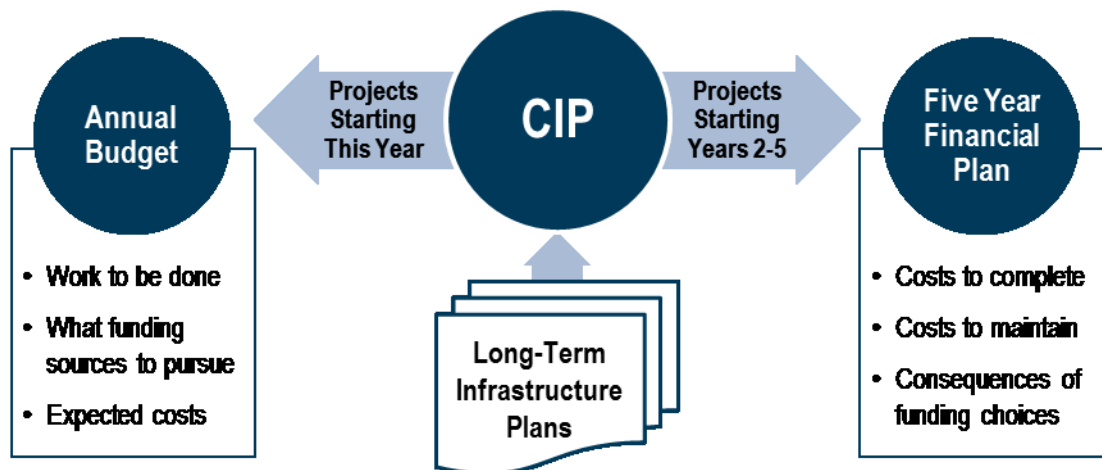 Annual
Budget
• Work to be done
• What funding
sources to pursue
• Expected costs
Projects
Starting
This Year
CIP
Projects
Starting
Years 2-5
Long-Term
Infrastructure
Plans
Five Year
Financial
Plan
• Costs to complete
• Costs to maintain
• Consequences of
funding choices